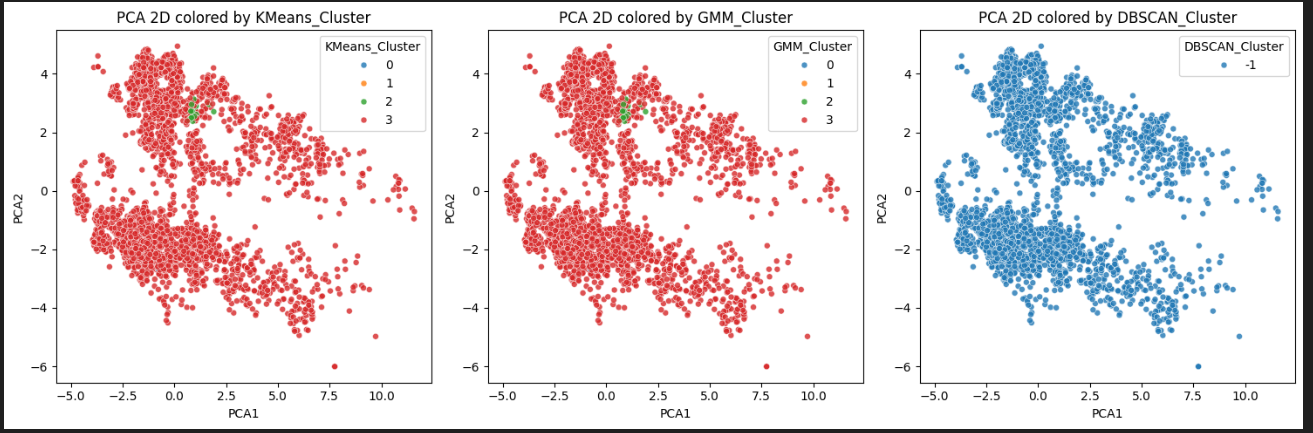 PCA 2D colored by KMeans_Cluster
KMeans_Cluster
0
1
2
3
4
2
0
−2
−4
−6
PCA2
−5.0 −2.5 0.0 2.5 5.0 7.5 10.0
PCA1
PCA 2D colored by GMM_Cluster
GMM_Cluster
0
1
2
3
4
2
0
−2
−4
−6
PCA2
−5.0 −2.5 0.0 2.5 5.0 7.5 10.0
PCA1
PCA 2D colored by DBSCAN_Cluster
DBSCAN_Cluster
-1
4
2
0
−2
−4
−6
PCA2
−5.0 −2.5 0.0 2.5 5.0 7.5 10.0
PCA1